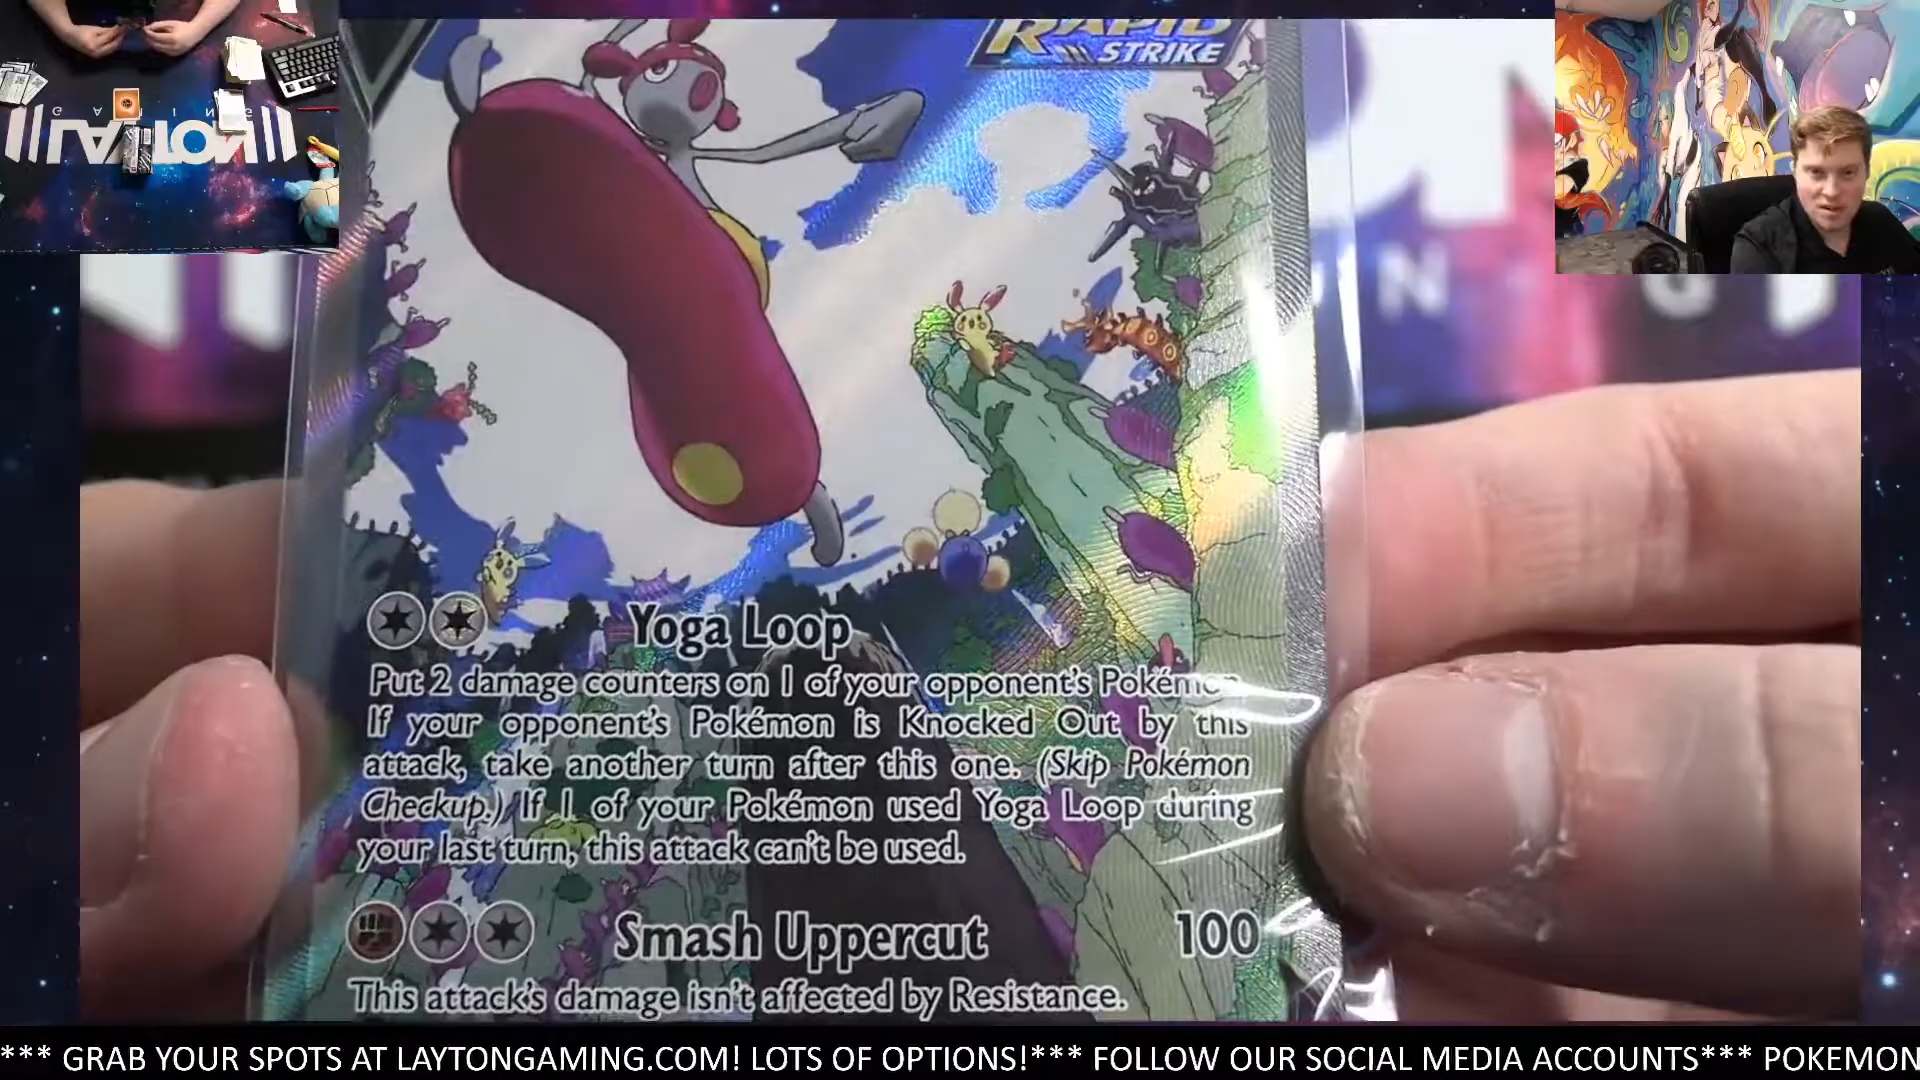 RAPID
STRIKE
Yoga Loop
Put 2 damage counters on 1 of your opponent's Pokémon.
If your opponent's Pokémon is Knocked Out by this
attack, take another turn after this one. (Skip Pokémon
Checkup.) If 1 of your Pokémon used Yoga Loop during
your last turn, this attack can't be used.
Smash Uppercut 100
This attack's damage isn't affected by Resistance.
*** GRAB YOUR SPOTS AT LAYTONGAMING.COM! LOTS OF OPTIONS!*** FOLLOW OUR SOCIAL MEDIA ACCOUNTS*** POKEMON